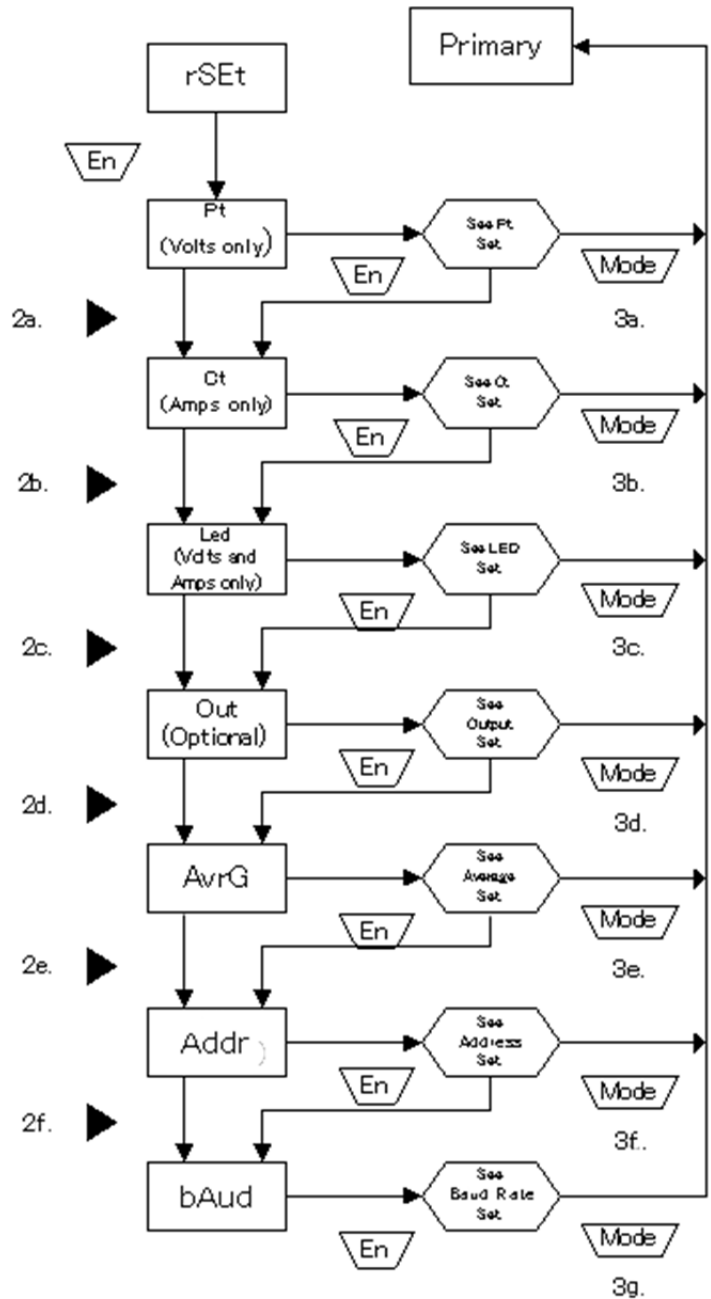 Primary
rSEt
En
Pt
(Volts only)
See Pt
Set
En
Mode
2a.
3a.
Ct
(Amps only)
See Ct
Set
En
Mode
2b.
3b.
Led
(Volts and
Amps only)
See LED
Set
En
Mode
2c.
3c.
Out
(Optional)
See
Output
Set
En
Mode
2d.
3d.
AvrG
See
Average
Set
En
Mode
2e.
3e.
Addr )
See
Address
Set
En
Mode
2f.
3f..
bAud
See
Baud Rate
Set
En
Mode
3g.